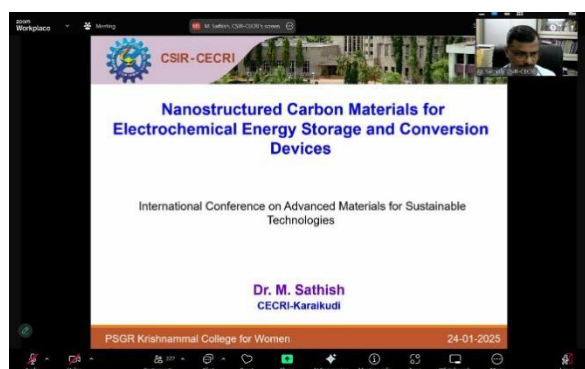 zoom
Workplace
Meeting
M. Sathish, CSIR-CECRI's screen
CSIR-CECRI
Nanostructured Carbon Materials for
Electrochemical Energy Storage and Conversion
Devices
International Conference on Advanced Materials for Sustainable
Technologies
Dr. M. Sathish
CECRI-Karaikudi
PSGR Krishnammal College for Women
24-01-2025
227